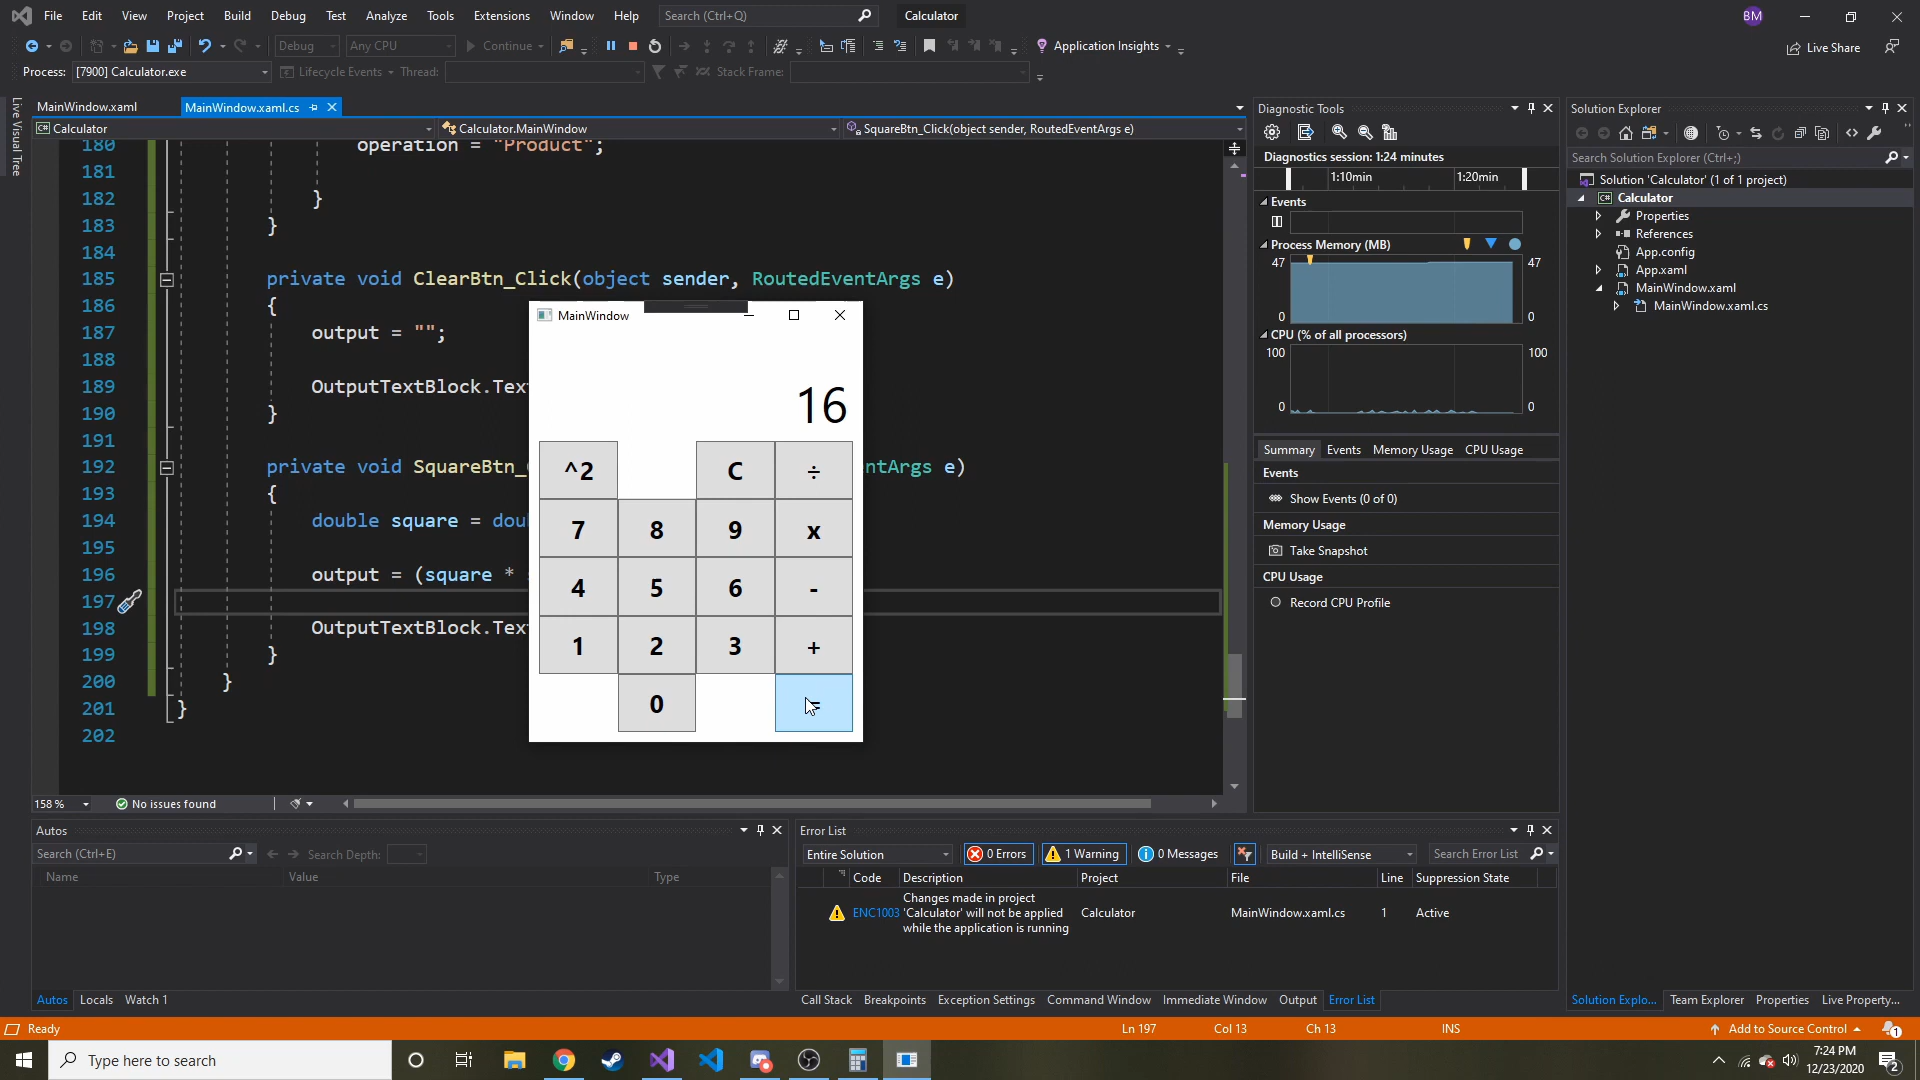 File Edit View Project Build Debug Test Analyze Tools Extensions Window Help Search (Ctrl+Q) Calculator BM
Debug Any CPU Continue Application Insights Live Share
Process: [7900] Calculator.exe Lifecycle Events Thread: Stack Frame:
Live Visual Tree
MainWindow.xaml MainWindow.xaml.cs
Calculator Calculator.MainWindow SquareBtn_Click(object sender, RoutedEventArgs e)
180 operation = "Product";
181
182 }
183 }
184
185 private void ClearBtn_Click(object sender, RoutedEventArgs e)
186 {
187 output = "";
188
189 OutputTextBlock.Text
190 }
191
192 private void SquareBtn_ ntArgs e)
193 {
194 double square = dou
195
196 output = (square *
197
198 OutputTextBlock.Text
199 }
200 }
201 }
202
MainWindow
16
^2 C ÷
7 8 9 x
4 5 6 -
1 2 3 +
0 =
158 % No issues found
Diagnostic Tools
Diagnostics session: 1:24 minutes
1:10min 1:20min
Events
Process Memory (MB)
47 47
0 0
CPU (% of all processors)
100 100
0 0
Summary Events Memory Usage CPU Usage
Events
Show Events (0 of 0)
Memory Usage
Take Snapshot
CPU Usage
Record CPU Profile
Solution Explorer
Search Solution Explorer (Ctrl+;)
Solution 'Calculator' (1 of 1 project)
C# Calculator
Properties
References
App.config
App.xaml
MainWindow.xaml
MainWindow.xaml.cs
Autos
Search (Ctrl+E) Search Depth:
Name Value Type
Autos Locals Watch 1
Error List
Entire Solution 0 Errors 1 Warning 0 Messages Build + IntelliSense Search Error List
Code Description Project File Line Suppression State
ENC1003 Changes made in project
'Calculator' will not be applied
while the application is running
Calculator MainWindow.xaml.cs 1 Active
Call Stack Breakpoints Exception Settings Command Window Immediate Window Output Error List
Solution Explo... Team Explorer Properties Live Property...
Ready Ln 197 Col 13 Ch 13 INS Add to Source Control 1
Type here to search
7:24 PM
12/23/2020
2